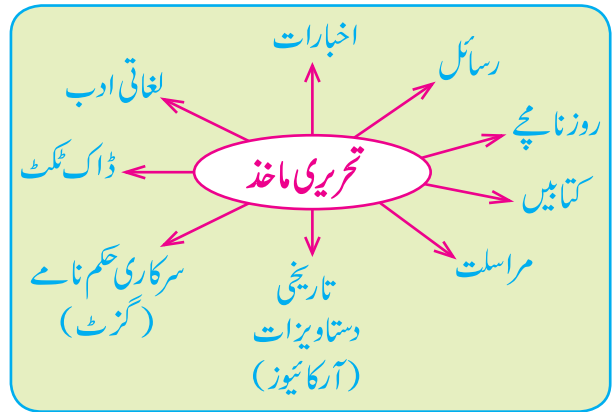 اخبارات
رسائل
روزنامچے
کتابیں
مراسلت
تاریخی
دستاویزات
(آرکائیوز)
سرکاری حکم نامے
(گزٹ)
ڈاک ٹکٹ
لغاتی ادب
تحریری ماخذ